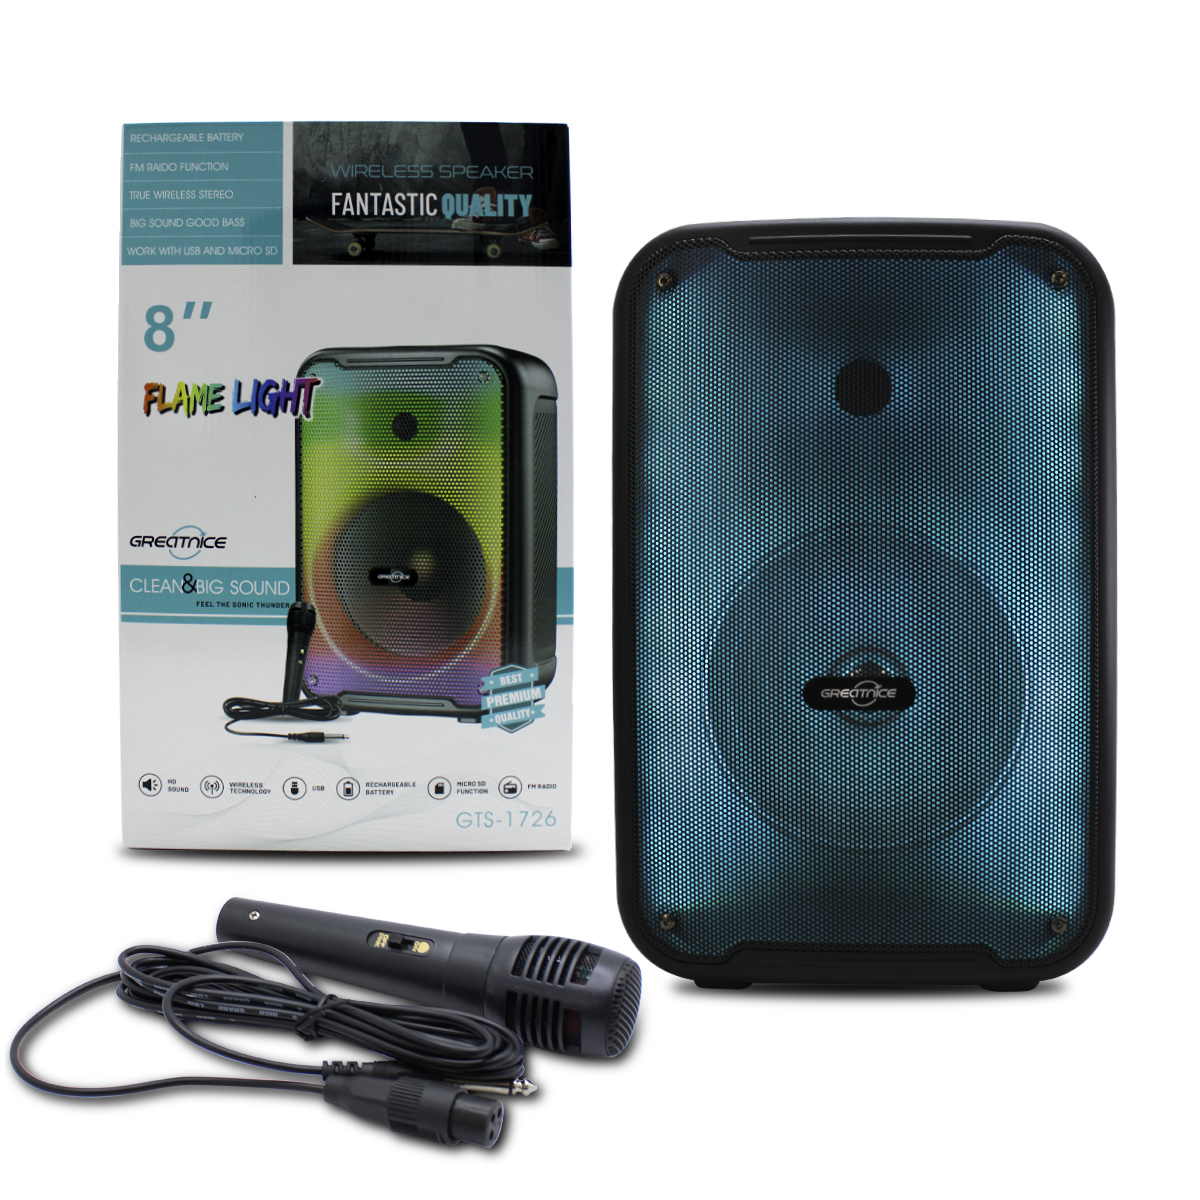 RECHARGEABLE BATTERY
FM RAIDO FUNCTION
TRUE WIRELESS STEREO
BIG SOUND GOOD BASS
WORK WITH USB AND MICRO SD
WIRELESS SPEAKER
FANTASTIC QUALITY
8″
FLAME LIGHT
GREATNICE
CLEAN&BIG SOUND
FEEL THE SONIC THUNDER
GREATNICE
BEST
PREMIUM
QUALITY
HD
SOUND
WIRELESS
TECHNOLOGY
USB
RECHARGEABLE
BATTERY
MICRO SD
FUNCTION
FM RADIO
GTS-1726
GREATNICE